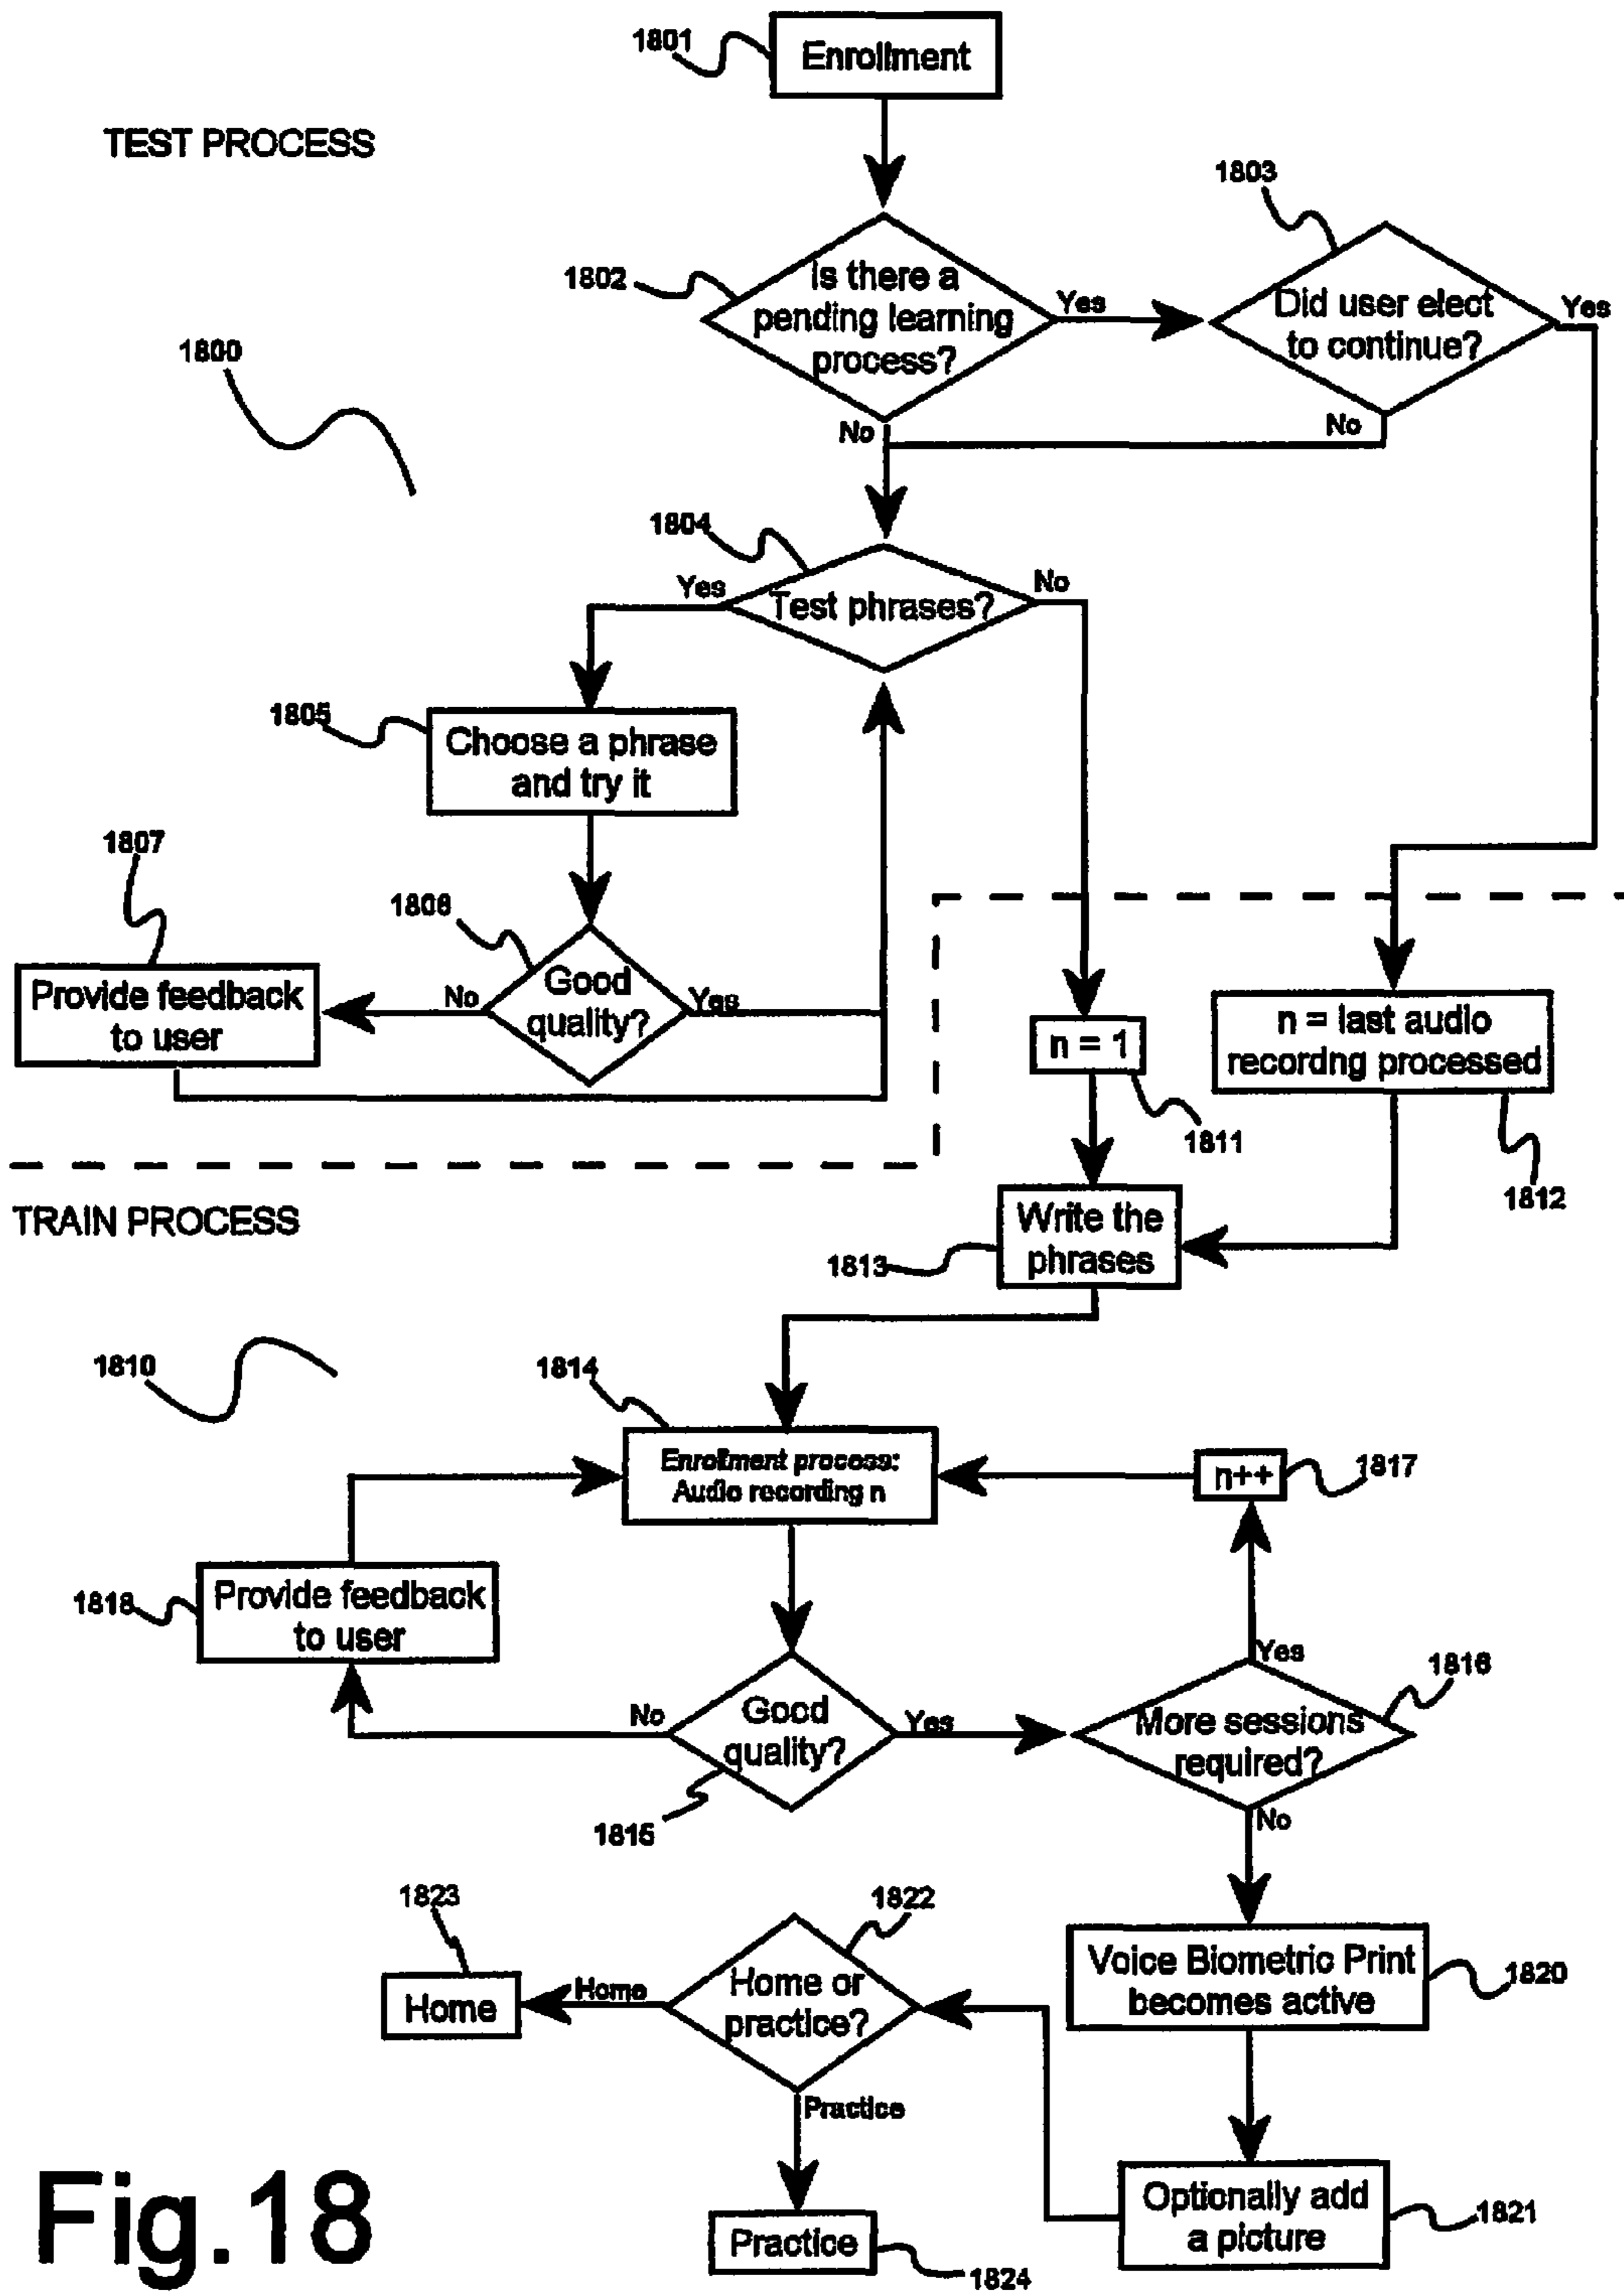 1801
Enrollment
TEST PROCESS
1803
1802
Is there a
pending learning
process?
Yes
Did user elect
to continue?
Yes
1800
No
No
1804
Yes
Test phrases?
No
1805
Choose a phrase
and try it
1807
1806
Provide feedback
to user
No
Good
quality?
Yes
n = 1
n = last audio
recordng processed
1811
1812
TRAIN PROCESS
Write the
phrases
1813
1810
1814
Enrollment process:
Audio recording n
n++
1817
1818
Provide feedback
to user
Yes
1816
No
Good
quality?
Yes
More sessions
required?
1815
No
1823
1822
Home
Home
Home or
practice?
Voice Biometric Print
becomes active
1820
Practice
Fig.18
Practice
1824
Optionally add
a picture
1821